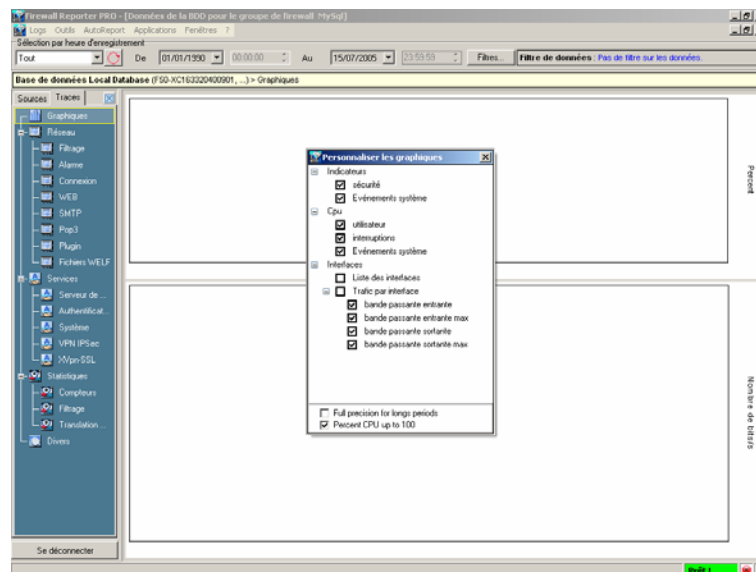 Firewall Reporter PRO - [Données de la BDD pour le groupe de firewall MySql]
Logs Outils AutoReport Applications Fenêtres ?
Sélection par heure d'enregistrement
Tout De 01/01/1990 00:00:00 Au 15/07/2005 23:59:59 Filtres... Filtre de données : Pas de filtre sur les données.
Base de données Local Database (FS0-XC163320400901, ...) > Graphiques
Sources Traces
Graphiques
Réseau
Filtrage
Alarme
Connexion
WEB
SMTP
Pop3
Plugin
Fichiers WELF
Services
Serveur de ...
Authentificat...
Système
VPN IPSec
XVpn-SSL
Statistiques
Compteurs
Filtrage
Translation ...
Divers
Se déconnecter
Personnaliser les graphiques
Indicateurs
sécurité
Evénements système
Cpu
utilisateur
interruptions
Evénements système
Interfaces
Liste des interfaces
Trafic par interface
bande passante entrante
bande passante entrante max
bande passante sortante
bande passante sortante max
Full precision for longs periods
Percent CPU up to 100
Percent
Nombre de bits/s
Prêt !